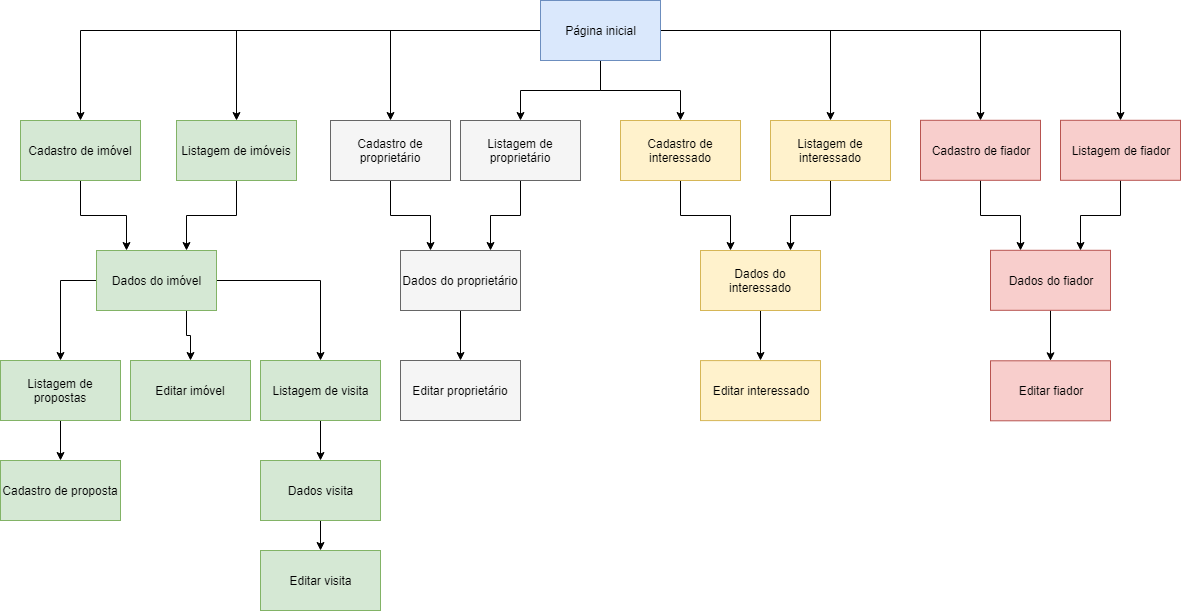 Página inicial
Cadastro de imóvel
Listagem de imóveis
Cadastro de
proprietário
Listagem de
proprietário
Cadastro de
interessado
Listagem de
interessado
Cadastro de fiador
Listagem de fiador
Dados do imóvel
Dados do proprietário
Dados do
interessado
Dados do fiador
Listagem de
propostas
Editar imóvel
Listagem de visita
Editar proprietário
Editar interessado
Editar fiador
Cadastro de proposta
Dados visita
Editar visita